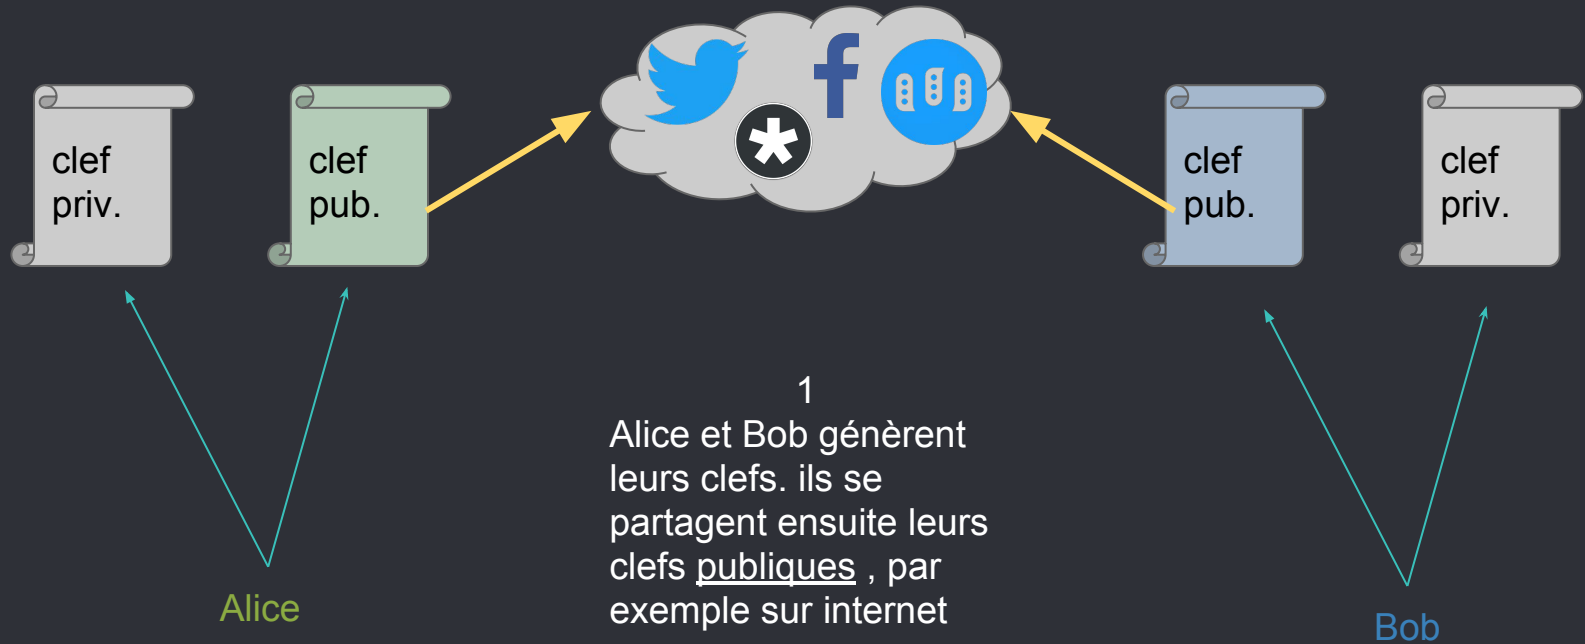 clef
priv.
clef
pub.
clef
pub.
clef
priv.
1
Alice et Bob génèrent
leurs clefs. ils se
partagent ensuite leurs
clefs publiques , par
exemple sur internet
Alice
Bob